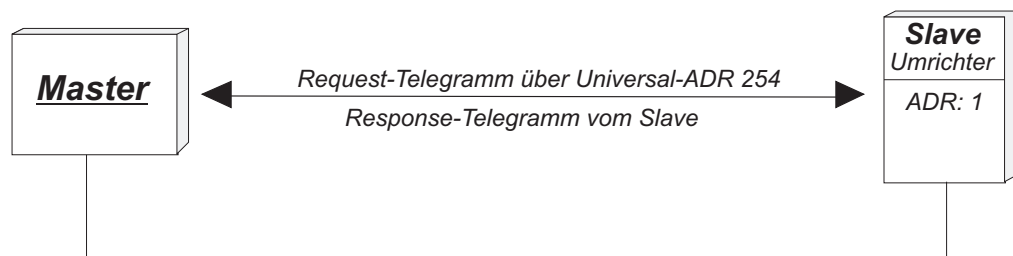 Master
Request-Telegramm über Universal-ADR 254
Response-Telegramm vom Slave
Slave
Umrichter
ADR: 1